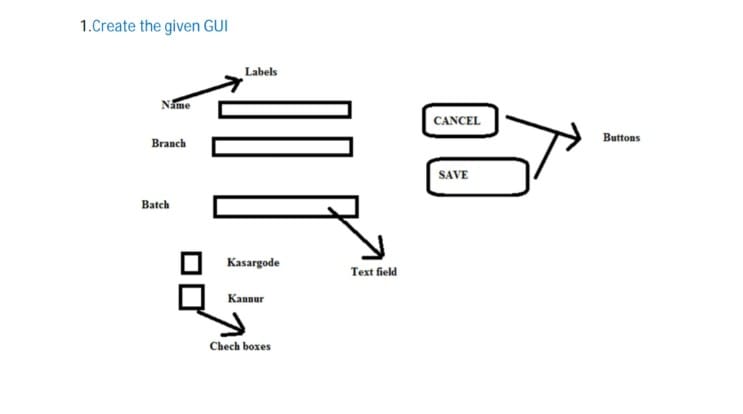 1.Create the given GUI
Labels
Name
CANCEL
Branch
Buttons
SAVE
Batch
Kasargode
Text field
Kannur
Chech boxes